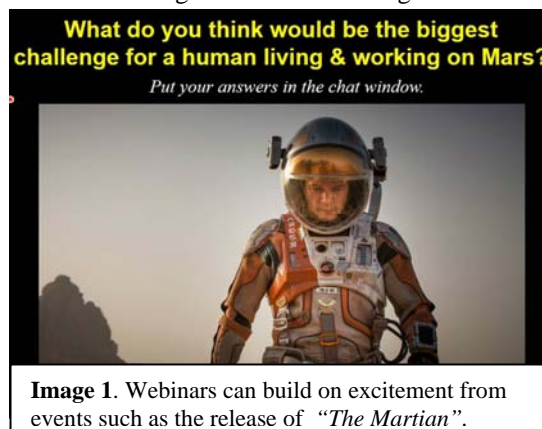 What do you think would be the biggest
challenge for a human living & working on Mars?
Put your answers in the chat window.
Image 1. Webinars can build on excitement from
events such as the release of “The Martian”.